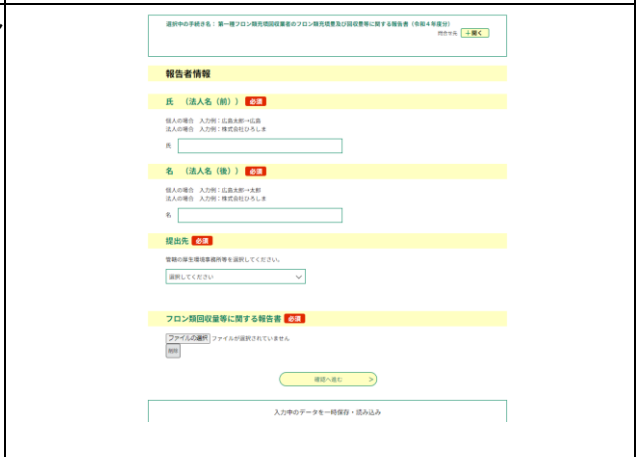 選択中の手続き名： 第一種フロン類充塡回収業者のフロン類充塡量及び回収量等に関する報告書（令和４年度分）
問合せ先 ＋開く
報告者情報
氏　（法人名（前）） 必須
個人の場合　入力例：広島太郎→広島
法人の場合　入力例：株式会社ひろしま
氏
名　（法人名（後）） 必須
個人の場合　入力例：広島太郎→太郎
法人の場合　入力例：株式会社ひろしま
名
提出先 必須
管轄の厚生環境事務所等を選択してください。
選択してください
フロン類回収量等に関する報告書 必須
ファイルの選択 ファイルが選択されていません
削除
確認へ進む ＞
入力中のデータを一時保存・読み込み